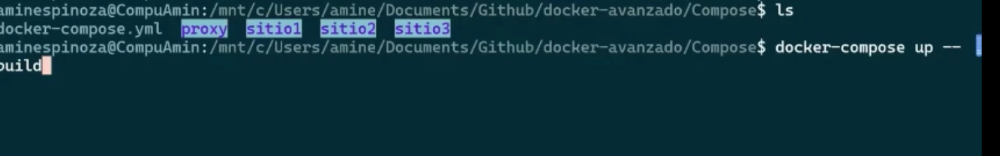 aminespinoza@CompuAmin:/mnt/c/Users/amine/Documents/Github/docker-avanzado/Compose$ ls
docker-compose.yml proxy sitio1 sitio2 sitio3
aminespinoza@CompuAmin:/mnt/c/Users/amine/Documents/Github/docker-avanzado/Compose$ docker-compose up --
build